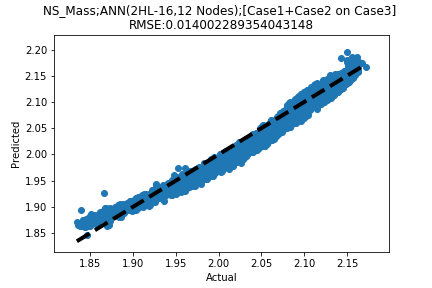 NS_Mass;ANN(2HL-16,12 Nodes);[Case1+Case2 on Case3]
RMSE:0.014002289354043148
2.20
2.15
2.10
2.05
2.00
1.95
1.90
1.85
Predicted
1.85 1.90 1.95 2.00 2.05 2.10 2.15
Actual